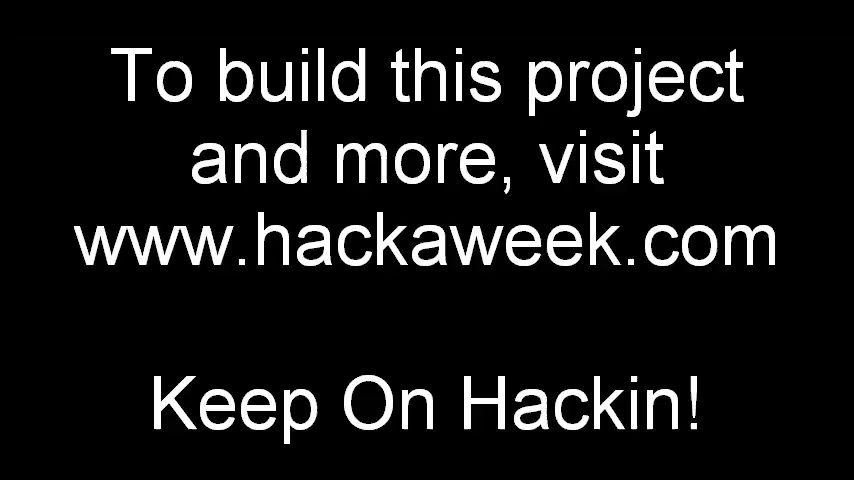 To build this project
and more, visit
www.hackaweek.com
Keep On Hackin!